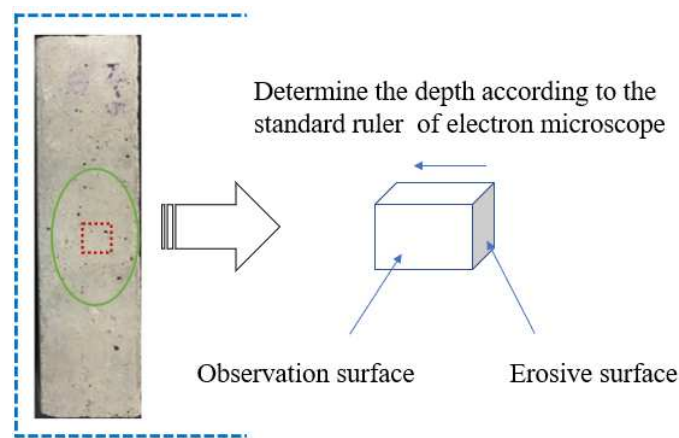 Determine the depth according to the
standard ruler of electron microscope
Observation surface
Erosive surface